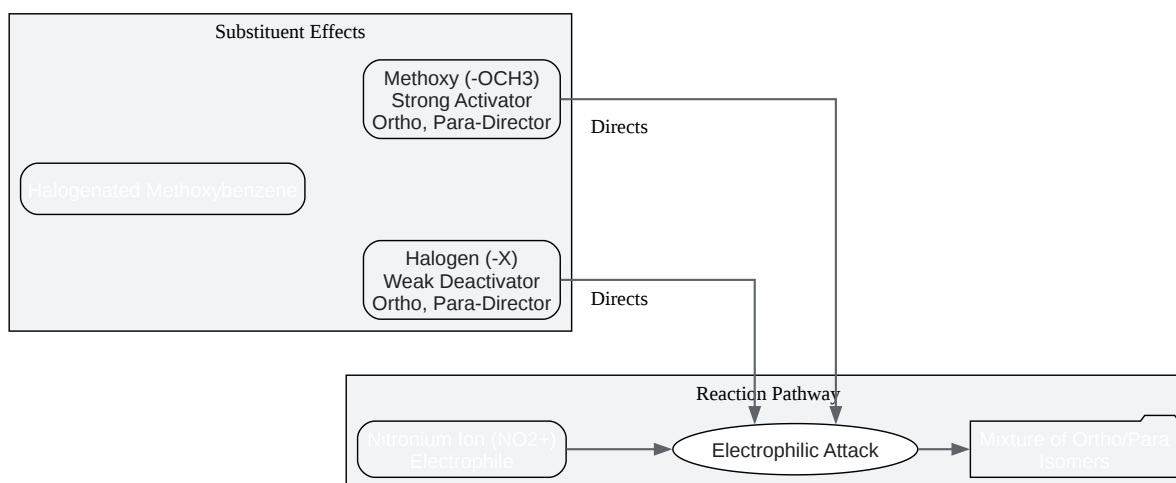 Substituent Effects
Methoxy (-OCH3)
Strong Activator
Ortho, Para-Director
Directs
Halogenated Methoxybenzene
Halogen (-X)
Weak Deactivator
Ortho, Para-Director
Directs
Reaction Pathway
Nitronium Ion (NO2+)
Electrophile
Electrophilic Attack
Mixture of Ortho/Para
Isomers